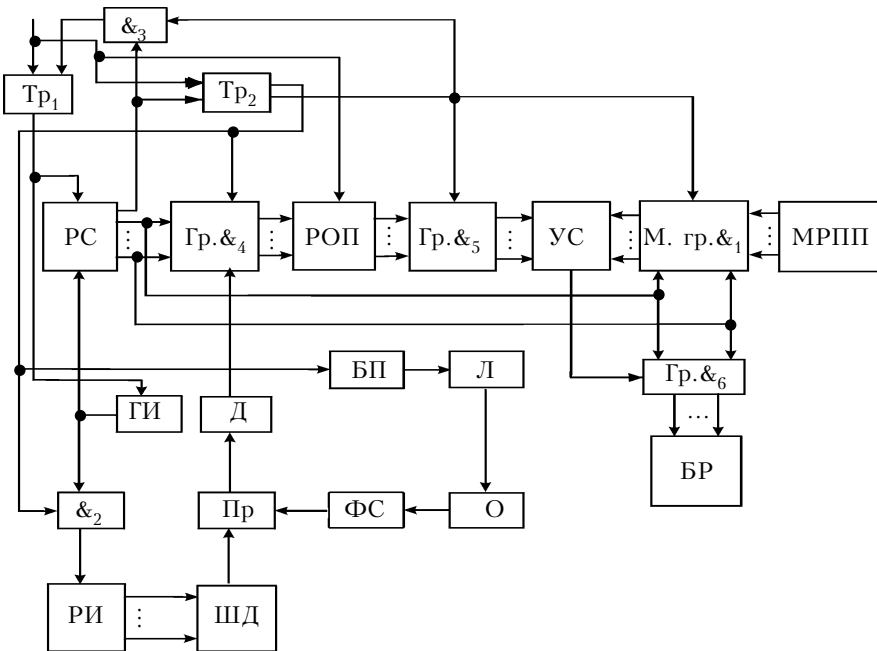 &₃
Тр₁
Тр₂
РС
Гр.&₄
РОП
Гр.&₅
УС
М. гр.&₁
МРПП
БП
Л
Гр.&₆
ГИ
Д
БР
&₂
Пр
ФС
О
РИ
ШД